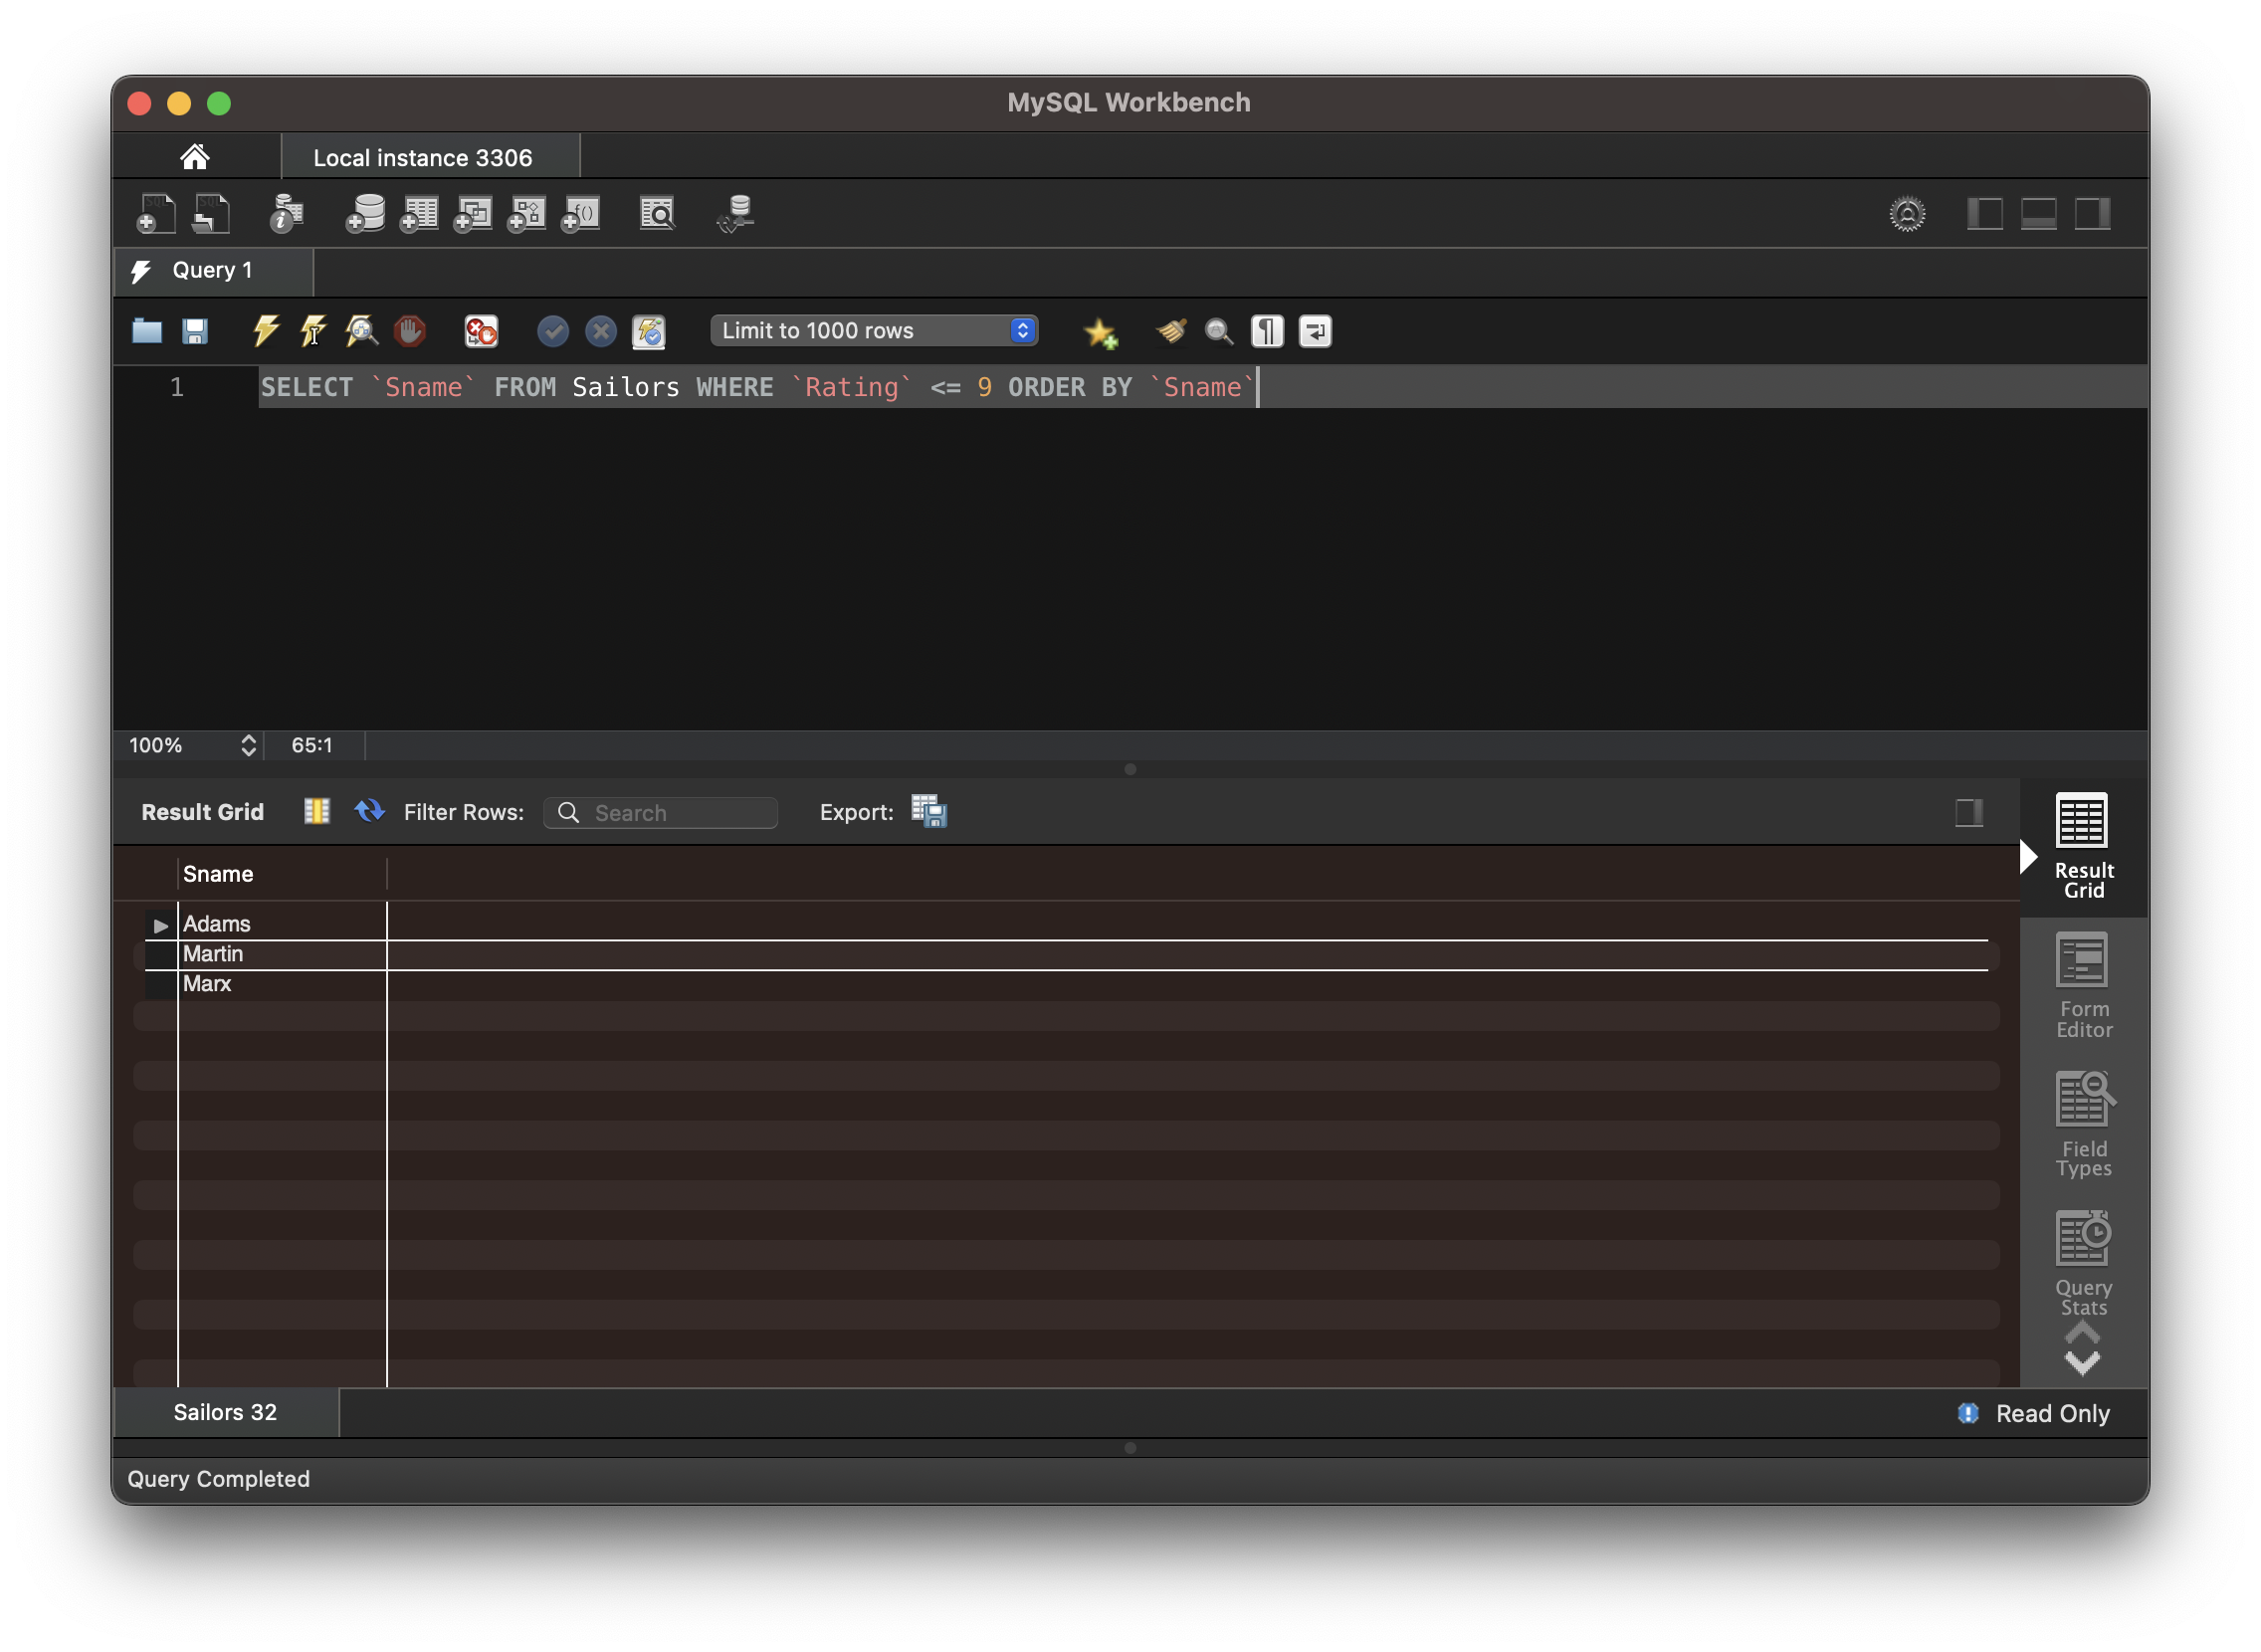 MySQL Workbench
Local instance 3306
Query 1
Limit to 1000 rows
1 SELECT `Sname` FROM Sailors WHERE `Rating` <= 9 ORDER BY `Sname`
100% 65:1
Result Grid Filter Rows: Search Export:
Sname
Adams
Martin
Marx
Result
Grid
Form
Editor
Field
Types
Query
Stats
Sailors 32 Read Only
Query Completed